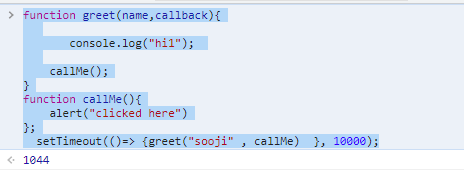 function greet(name,callback){
console.log("hi1");
callMe();
}
function callMe(){
alert("clicked here")
};
setTimeout(()=> {greet("sooji" , callMe)  }, 10000);
1044